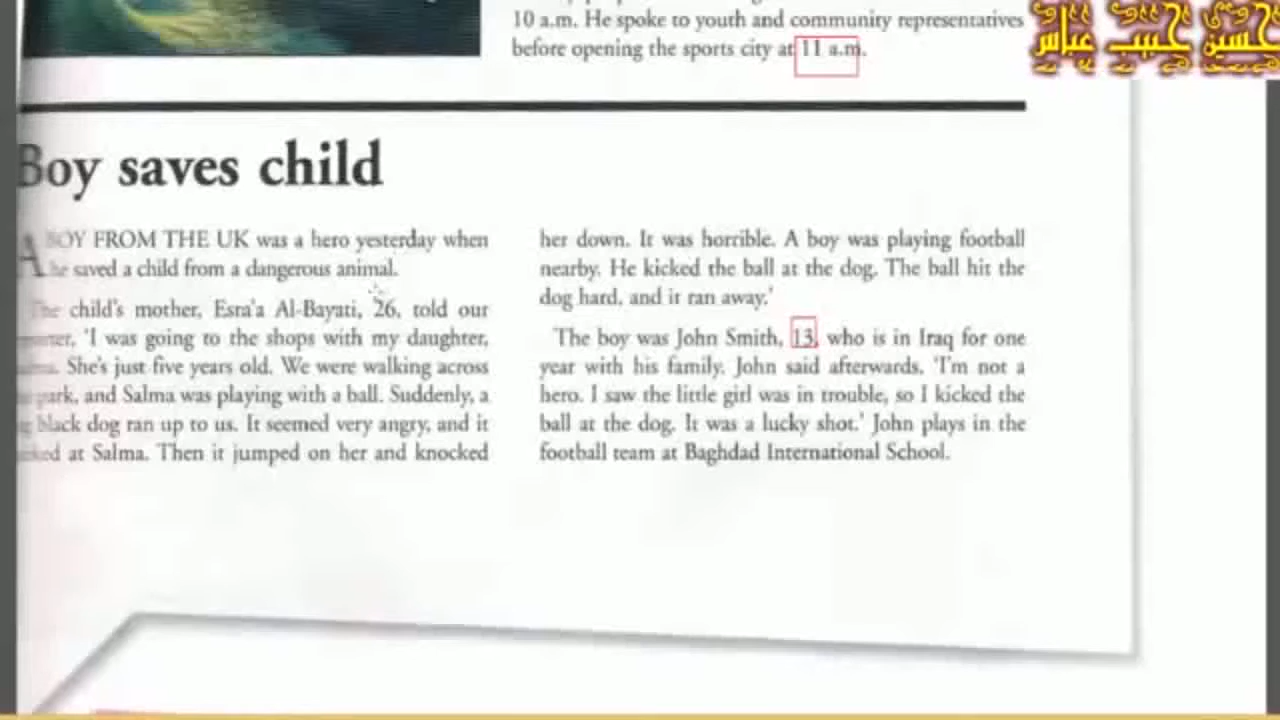 10 a.m. He spoke to youth and community representatives
before opening the sports city at 11 a.m.
حسين حبيب عباس
Boy saves child
A BOY FROM THE UK was a hero yesterday when
he saved a child from a dangerous animal.
The child's mother, Esra'a Al-Bayati, 26, told our
'I was going to the shops with my daughter,
She's just five years old. We were walking across
park, and Salma was playing with a ball. Suddenly, a
black dog ran up to us. It seemed very angry, and it
at Salma. Then it jumped on her and knocked
her down. It was horrible. A boy was playing football
nearby. He kicked the ball at the dog. The ball hit the
dog hard, and it ran away.'
The boy was John Smith, 13, who is in Iraq for one
year with his family. John said afterwards, 'I'm not a
hero. I saw the little girl was in trouble, so I kicked the
ball at the dog. It was a lucky shot.' John plays in the
football team at Baghdad International School.